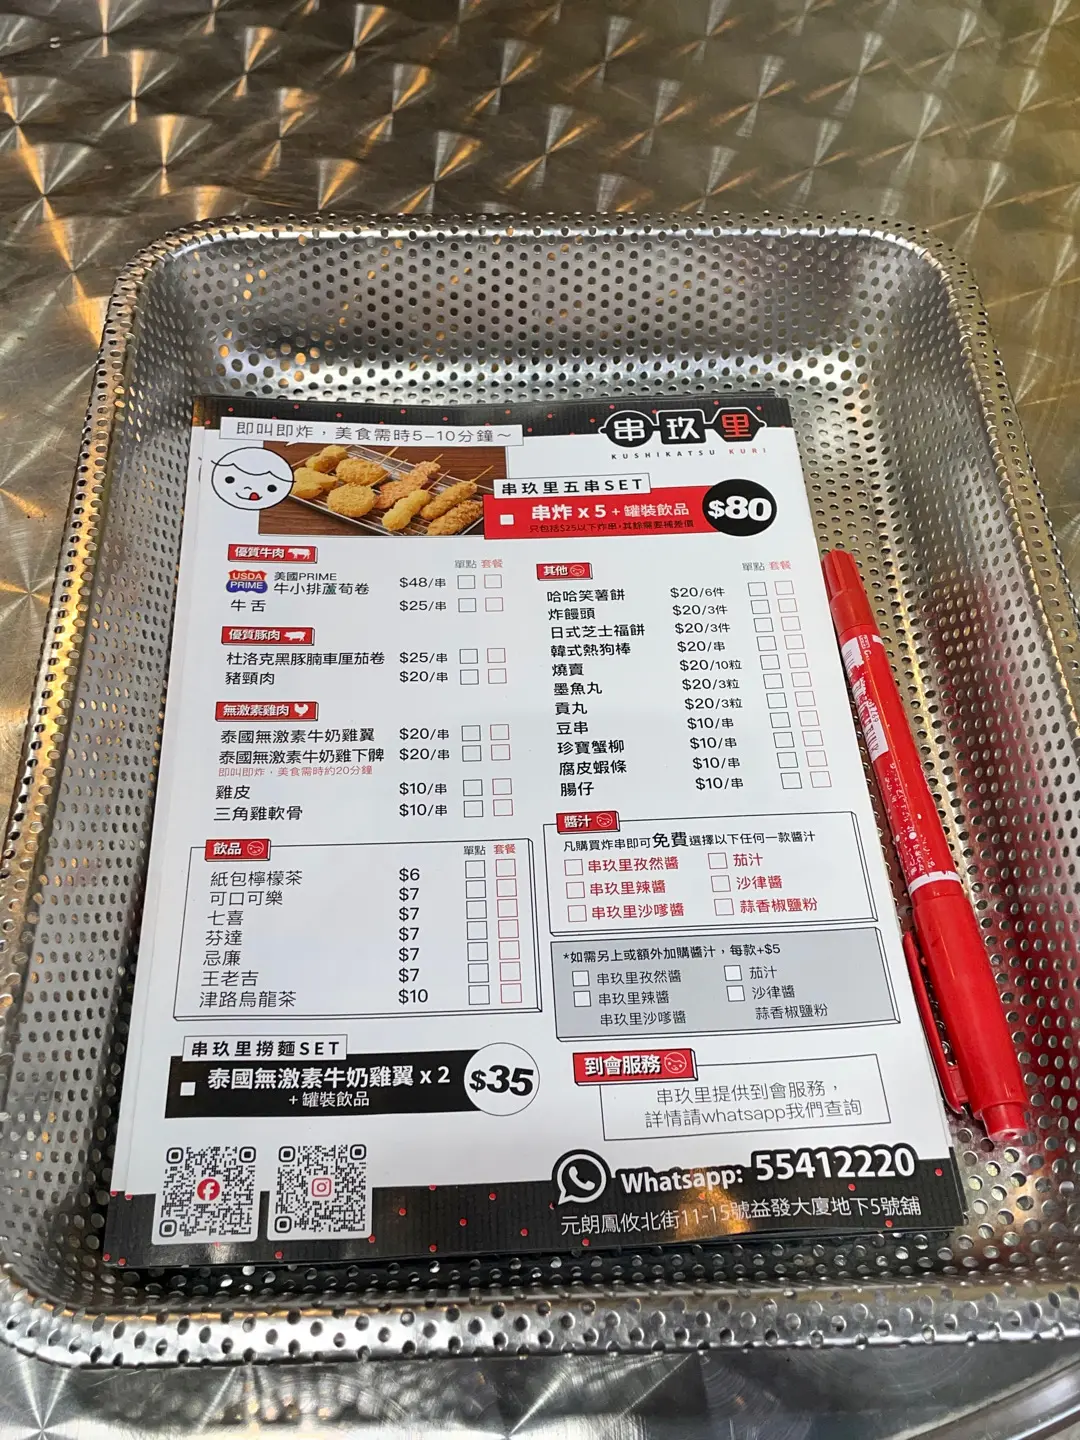 即叫即炸，美食需時5-10分鐘～
串玖里
KUSHIKATSU KURI
串玖里五串SET
串炸 x 5 + 罐裝飲品
只包括$25以下炸串，其餘需要補差價
$80
優質牛肉
單點 套餐
USDA PRIME
美國PRIME
牛小排蘆荀卷 $48/串
牛舌 $25/串
優質豚肉
杜洛克黑豚腩車厘茄卷 $25/串
豬頸肉 $20/串
無激素雞肉
泰國無激素牛奶雞翼 $20/串
泰國無激素牛奶雞下髀 $20/串
即叫即炸，美食需時約20分鐘
雞皮 $10/串
三角雞軟骨 $10/串
飲品
單點 套餐
紙包檸檬茶 $6
可口可樂 $7
七喜 $7
芬達 $7
忌廉 $7
王老吉 $7
津路烏龍茶 $10
串玖里撈麵SET
泰國無激素牛奶雞翼 x 2
+ 罐裝飲品
$35
其他
單點 套餐
哈哈笑薯餅 $20/6件
炸饅頭 $20/3件
日式芝士福餅 $20/3件
韓式熱狗棒 $20/串
燒賣 $20/10粒
墨魚丸 $20/3粒
貢丸 $20/3粒
豆串 $10/串
珍寶蟹柳 $10/串
腐皮蝦條 $10/串
腸仔 $10/串
醬汁
凡購買炸串即可免費選擇以下任何一款醬汁
串玖里孜然醬 茄汁
串玖里辣醬 沙律醬
串玖里沙嗲醬 蒜香椒鹽粉
*如需另上或額外加購醬汁，每款+$5
串玖里孜然醬 茄汁
串玖里辣醬 沙律醬
串玖里沙嗲醬 蒜香椒鹽粉
到會服務
串玖里提供到會服務，
詳情請whatsapp我們查詢
Whatsapp: 55412220
元朗鳳攸北街11-15號益發大廈地下5號舖